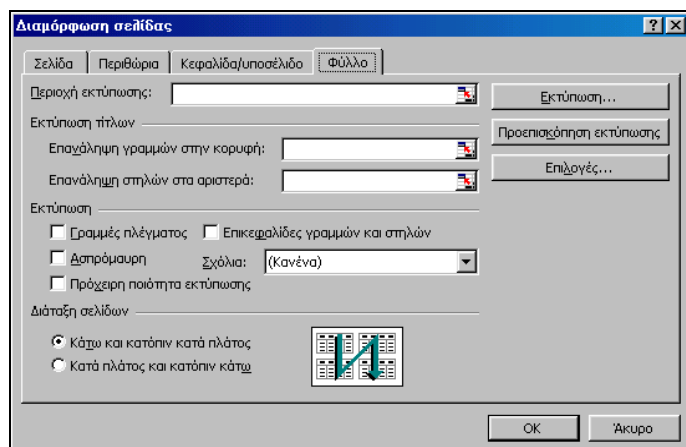 Διαμόρφωση σελίδας
Σελίδα Περιθώρια Κεφαλίδα/υποσέλιδο Φύλλο
Περιοχή εκτύπωσης:
Εκτύπωση...
Εκτύπωση τίτλων
Προεπισκόπηση εκτύπωσης
Επανάληψη γραμμών στην κορυφή:
Επιλογές...
Επανάληψη στηλών στα αριστερά:
Εκτύπωση
Γραμμές πλέγματος Επικεφαλίδες γραμμών και στηλών
Ασπρόμαυρη Σχόλια: (Κανένα)
Πρόχειρη ποιότητα εκτύπωσης
Διάταξη σελίδων
Κάτω και κατόπιν κατά πλάτος
Κατά πλάτος και κατόπιν κάτω
OK Άκυρο